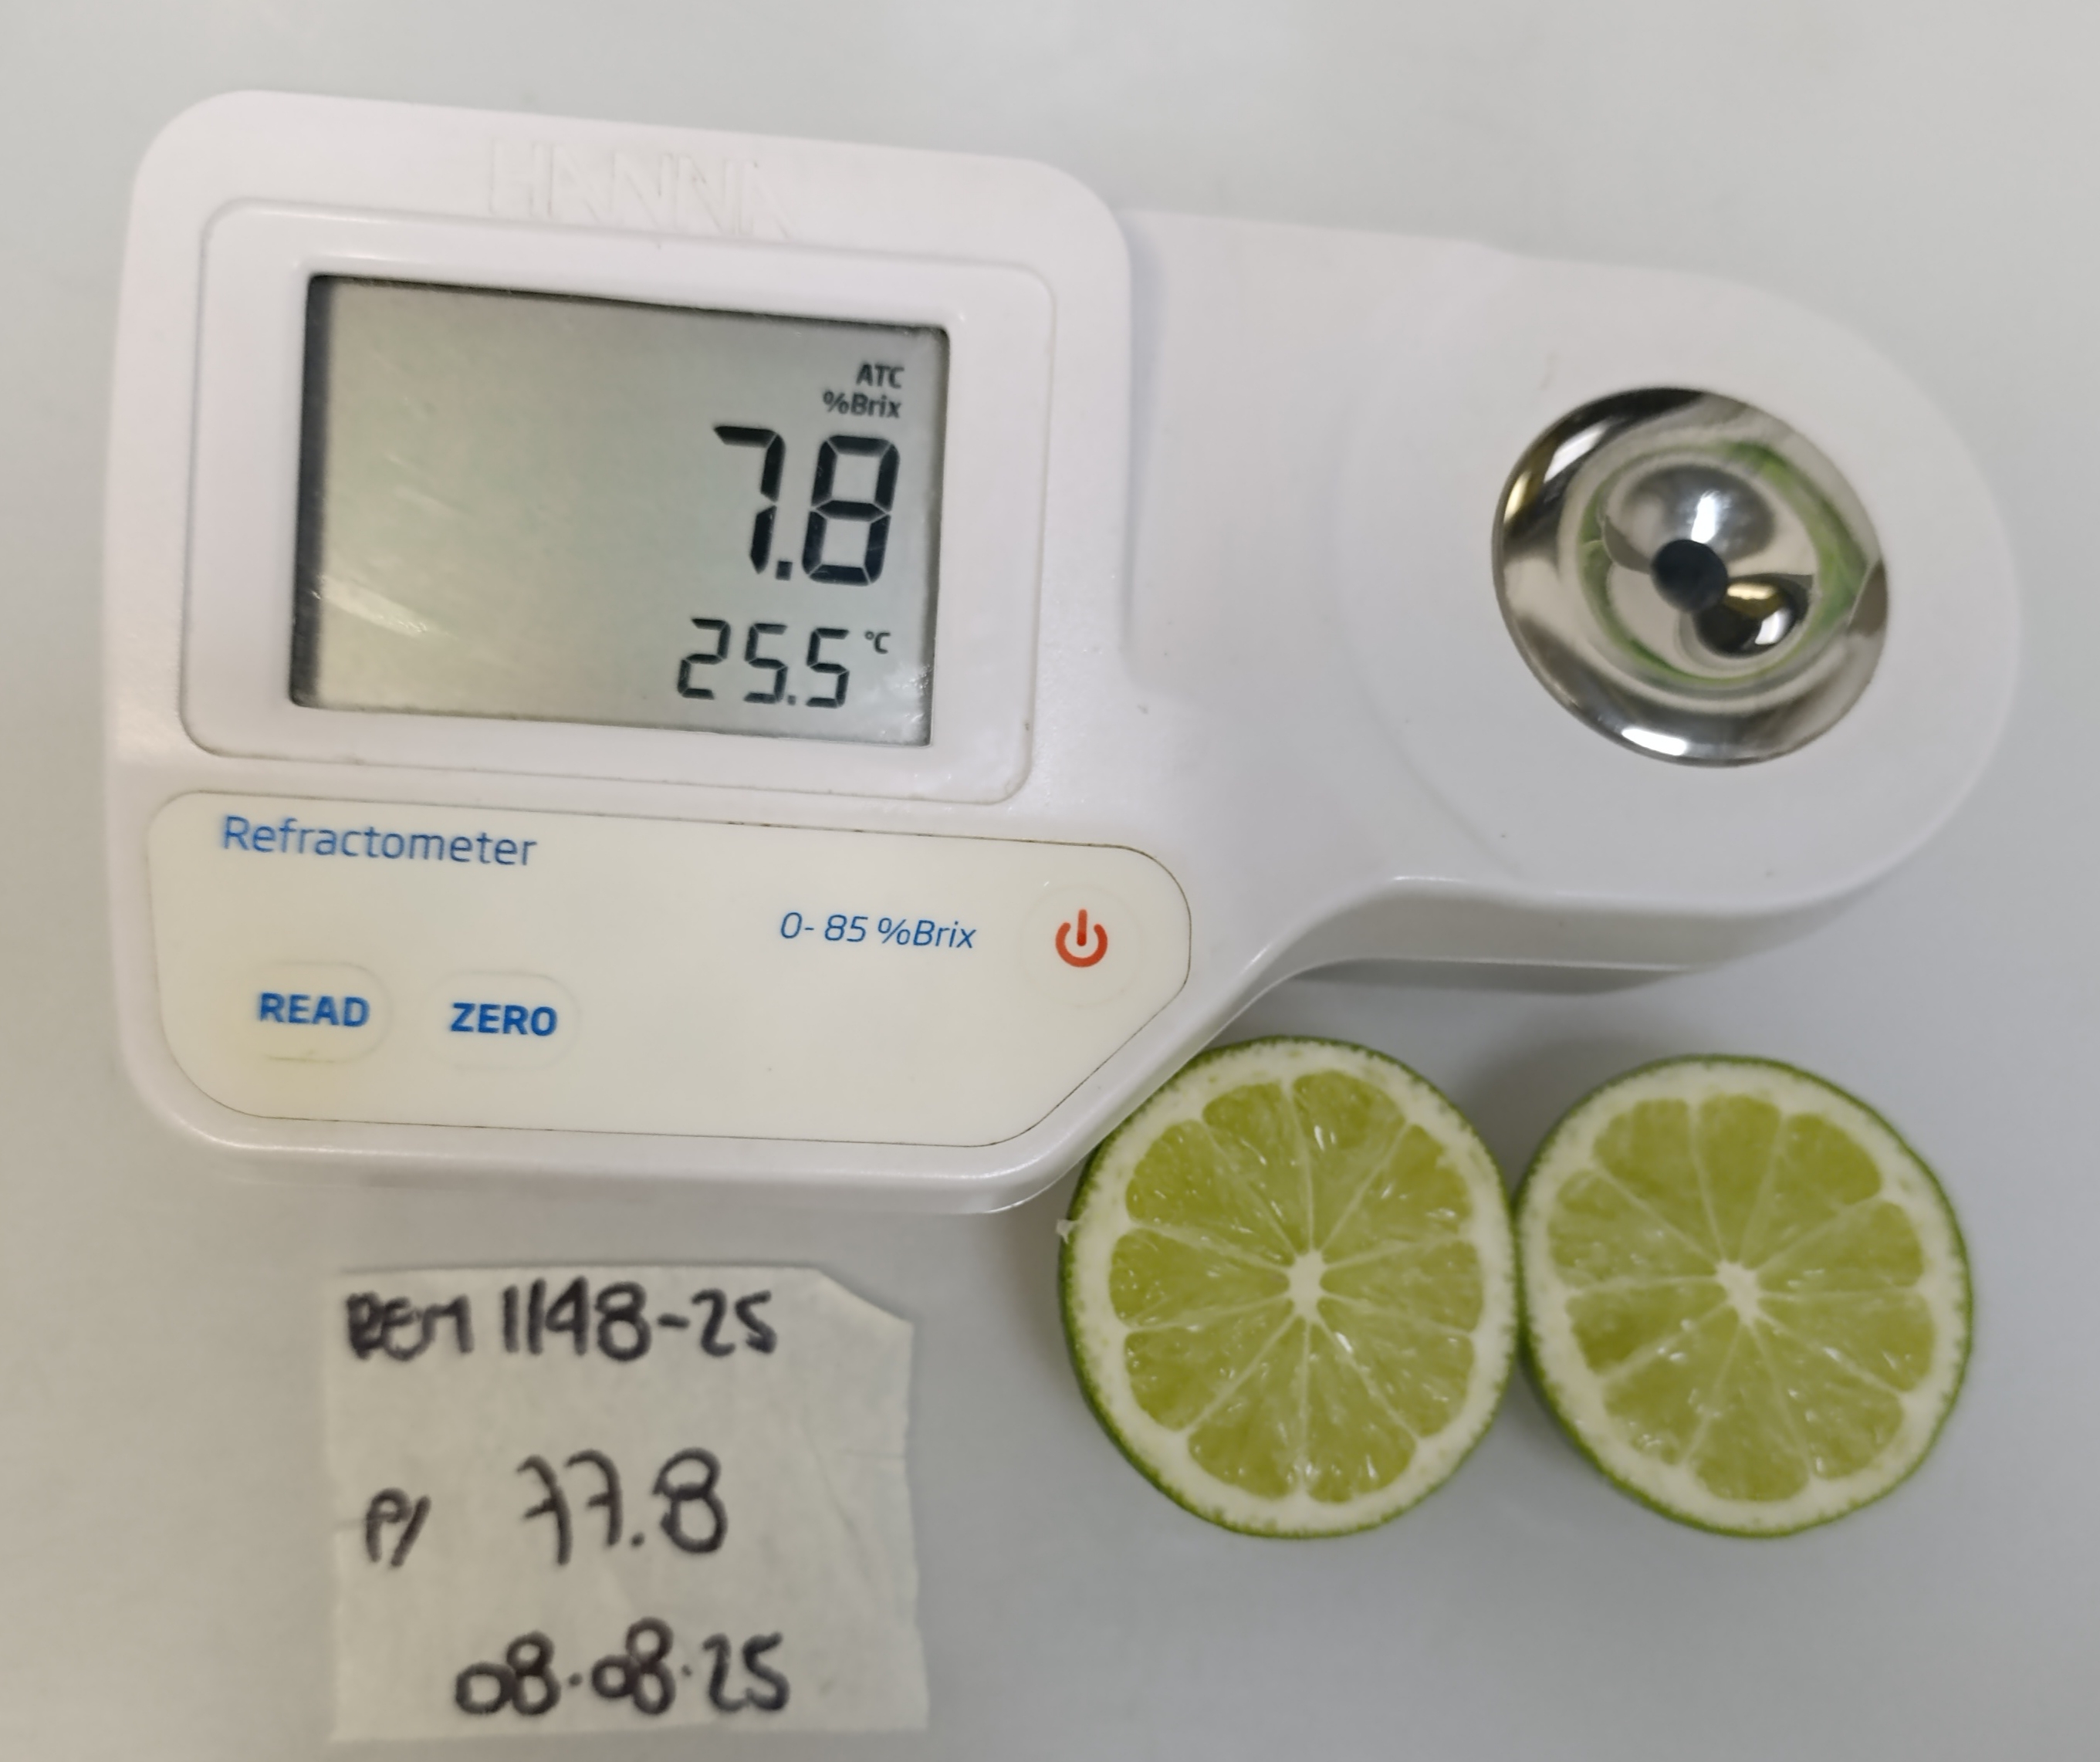 HANNA
ATC
%Brix
7.8
25.5 °C
Refractometer
0-85 %Brix
READ ZERO
REM 1148-25
P/ 77.8
08.08.25